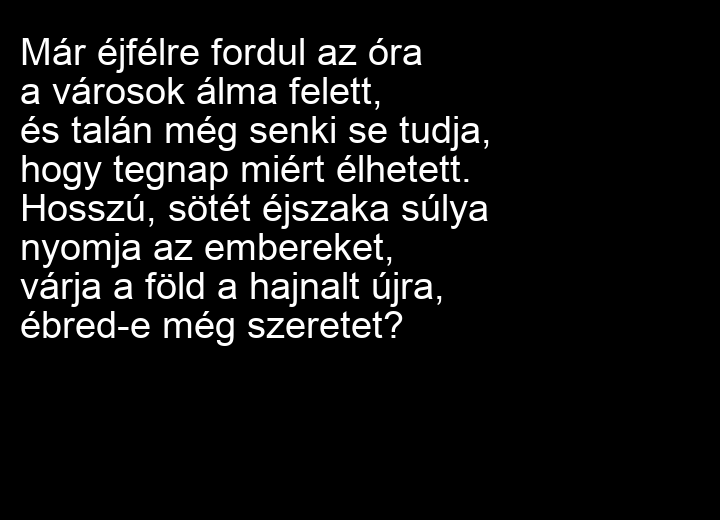 Már éjfélre fordul az óra
a városok álma felett,
és talán még senki se tudja,
hogy tegnap miért élhetett.
Hosszú, sötét éjszaka súlya
nyomja az embereket,
várja a föld a hajnalt újra,
ébred-e még szeretet?